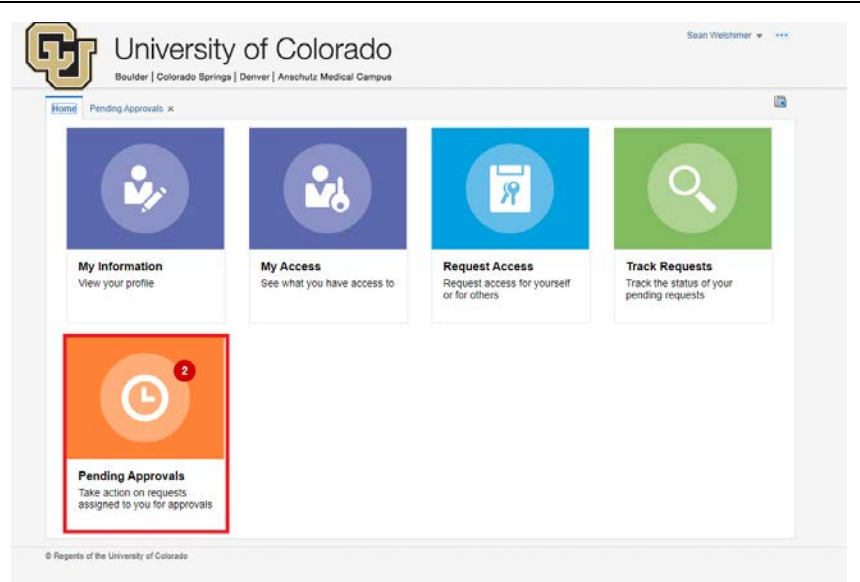 University of Colorado
Boulder | Colorado Springs | Denver | Anschutz Medical Campus
Sean Welshimer
Home
Pending Approvals ×
My Information
View your profile
My Access
See what you have access to
Request Access
Request access for yourself
or for others
Track Requests
Track the status of your
pending requests
2
Pending Approvals
Take action on requests
assigned to you for approvals
© Regents of the University of Colorado